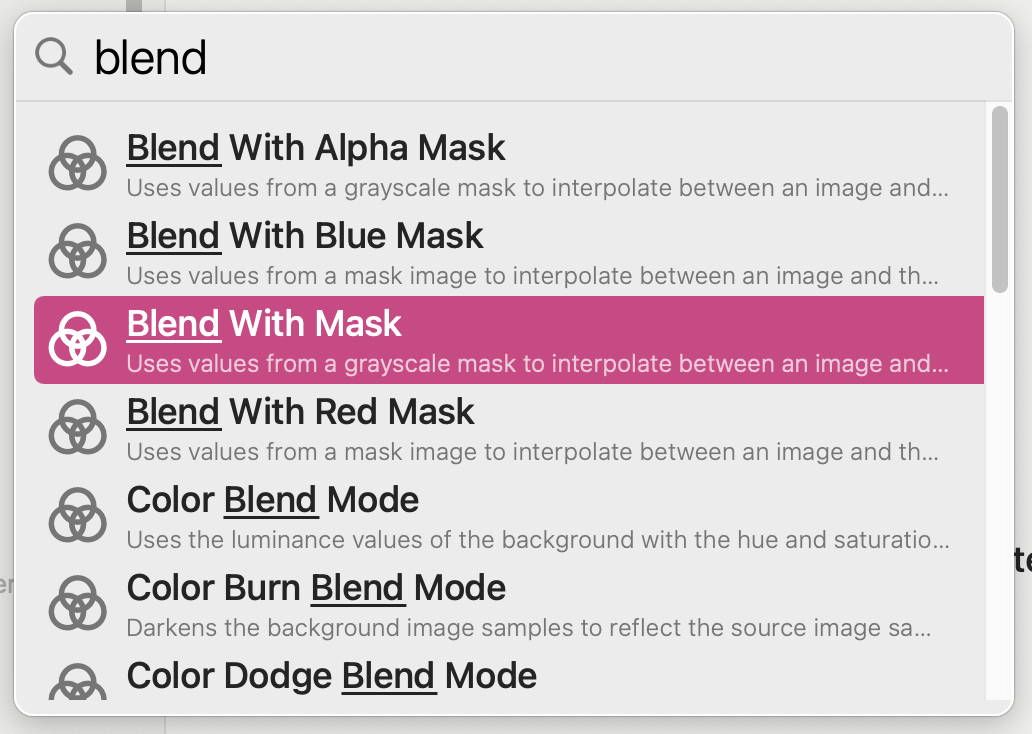 blend
Blend With Alpha Mask
Uses values from a grayscale mask to interpolate between an image and...
Blend With Blue Mask
Uses values from a mask image to interpolate between an image and th...
Blend With Mask
Uses values from a grayscale mask to interpolate between an image and...
Blend With Red Mask
Uses values from a mask image to interpolate between an image and th...
Color Blend Mode
Uses the luminance values of the background with the hue and saturatio...
Color Burn Blend Mode
Darkens the background image samples to reflect the source image sa...
Color Dodge Blend Mode